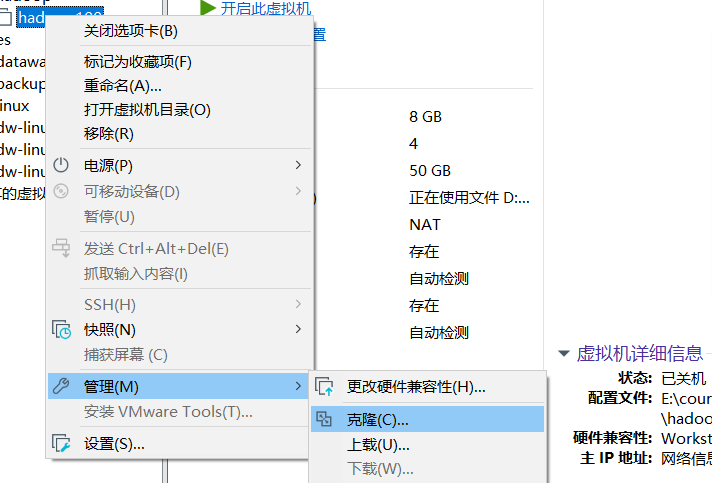 开启此虚拟机
关闭选项卡(B)
标记为收藏项(F)
重命名(A)...
打开虚拟机目录(O)
移除(R)
电源(P)
可移动设备(D)
暂停(U)
发送 Ctrl+Alt+Del(E)
抓取输入内容(I)
SSH(H)
快照(N)
捕获屏幕 (C)
管理(M)
安装 VMware Tools(T)...
设置(S)...
更改硬件兼容性(H)...
克隆(C)...
上载(U)...
下载(W)...
es
dataw
backup
inux
dw-linu
dw-linu
dw-linu
的虚拟
置
8 GB
4
50 GB
正在使用文件 D:...
NAT
存在
自动检测
存在
自动检测
虚拟机详细信息
状态: 已关机
配置文件: E:\cour
\hadoo
硬件兼容性: Workst
主 IP 地址: 网络信息